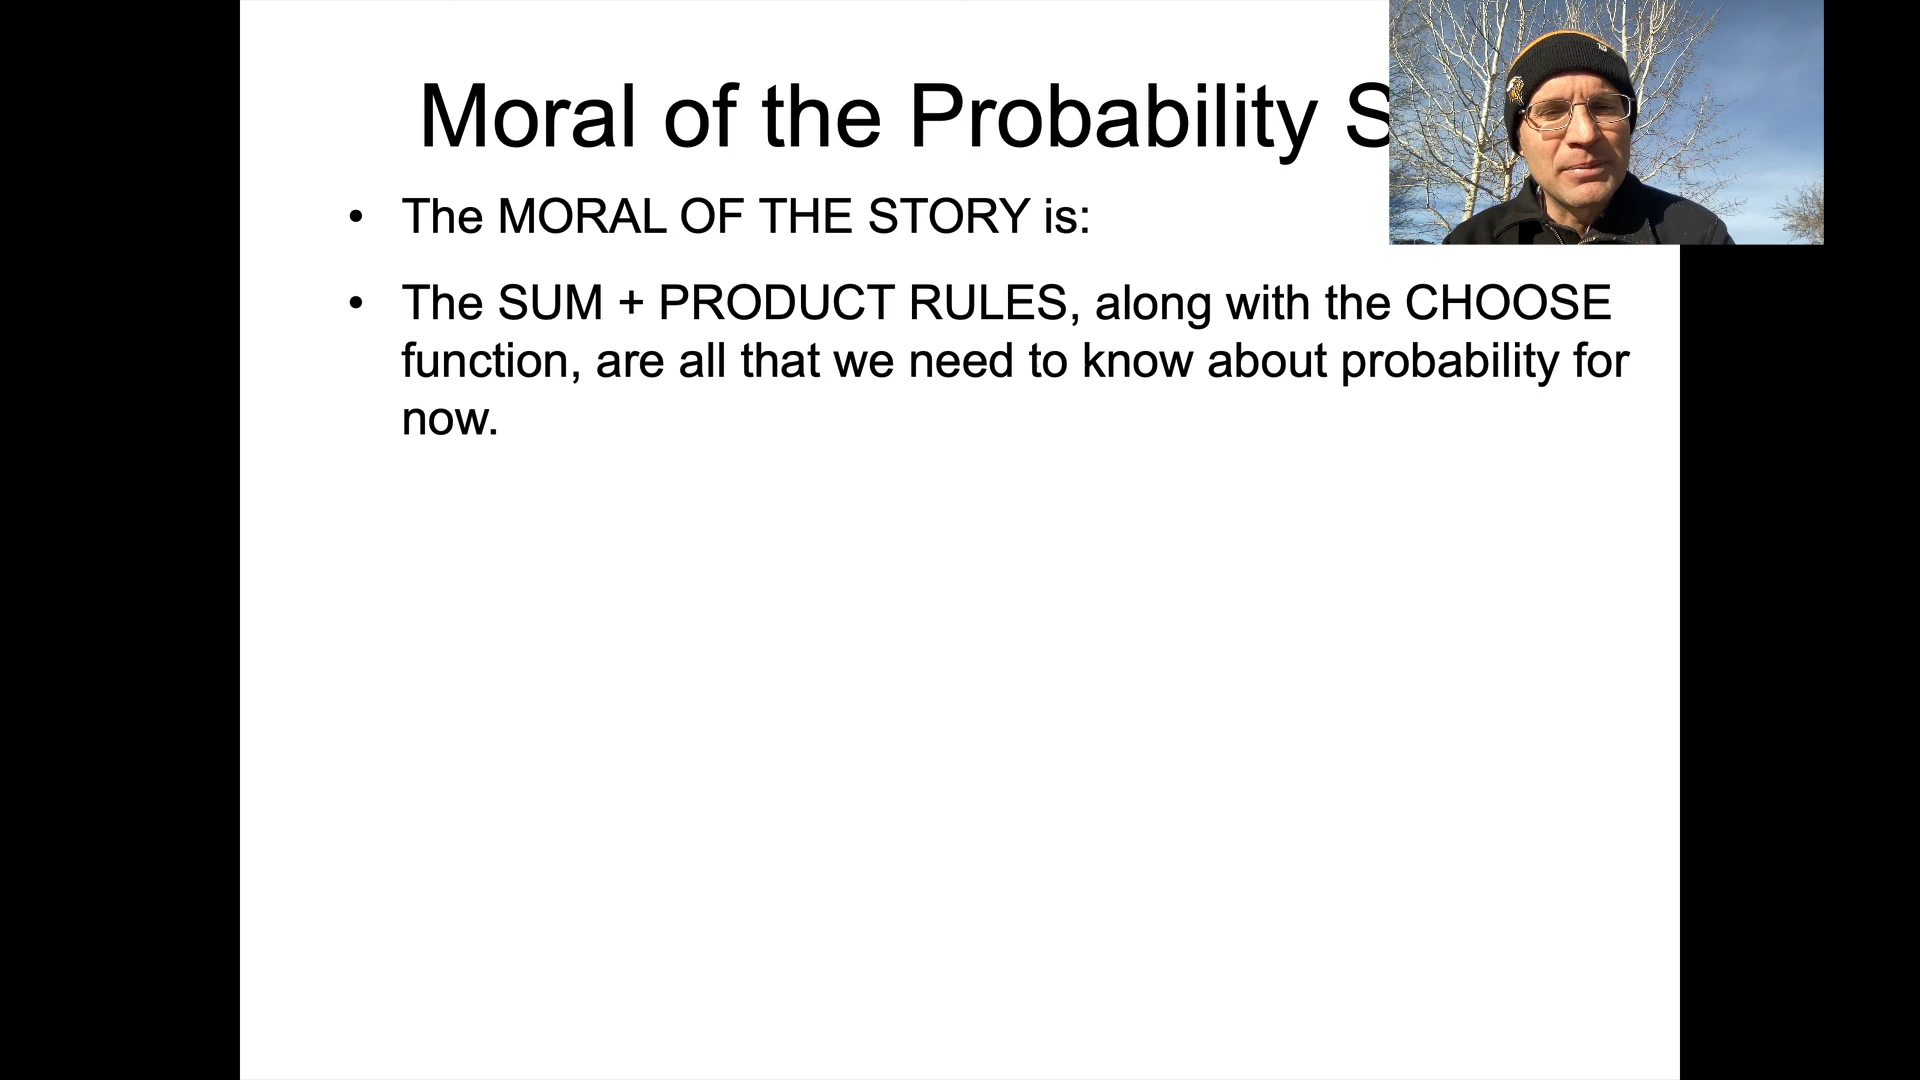 Moral of the Probability S
• The MORAL OF THE STORY is:
• The SUM + PRODUCT RULES, along with the CHOOSE
function, are all that we need to know about probability for
now.